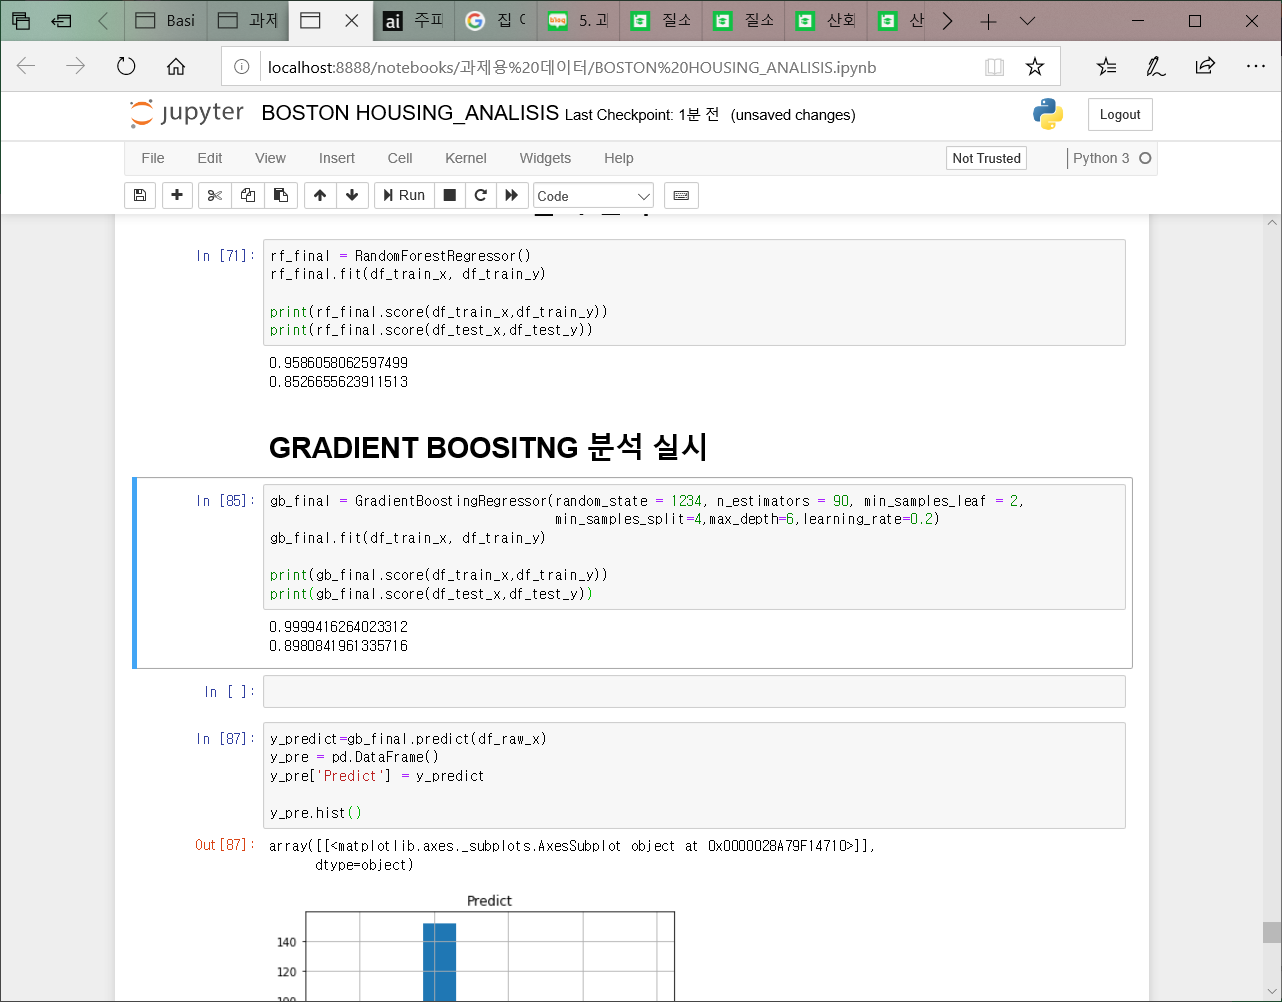 Basi
과제
주피
집
5. 과
질소
질소
산회
산
localhost:8888/notebooks/과제용%20데이터/BOSTON%20HOUSING_ANALISIS.ipynb
jupyter BOSTON HOUSING_ANALISIS Last Checkpoint: 1분 전 (unsaved changes)
Logout
File Edit View Insert Cell Kernel Widgets Help
Not Trusted
Python 3
Run
Code
In [71]:
rf_final = RandomForestRegressor()
rf_final.fit(df_train_x, df_train_y)
print(rf_final.score(df_train_x,df_train_y))
print(rf_final.score(df_test_x,df_test_y))
0.9586058062597499
0.8526655623911513
GRADIENT BOOSITNG 분석 실시
In [85]:
gb_final = GradientBoostingRegressor(random_state = 1234, n_estimators = 90, min_samples_leaf = 2,
min_samples_split=4,max_depth=6,learning_rate=0.2)
gb_final.fit(df_train_x, df_train_y)
print(gb_final.score(df_train_x,df_train_y))
print(gb_final.score(df_test_x,df_test_y))
0.9999416264023312
0.8980841961335716
In [ ]:
In [87]:
y_predict=gb_final.predict(df_raw_x)
y_pre = pd.DataFrame()
y_pre['Predict'] = y_predict
y_pre.hist()
Out[87]:
array([[<matplotlib.axes._subplots.AxesSubplot object at 0x0000028A79F14710>]],
dtype=object)
Predict
140
120
100